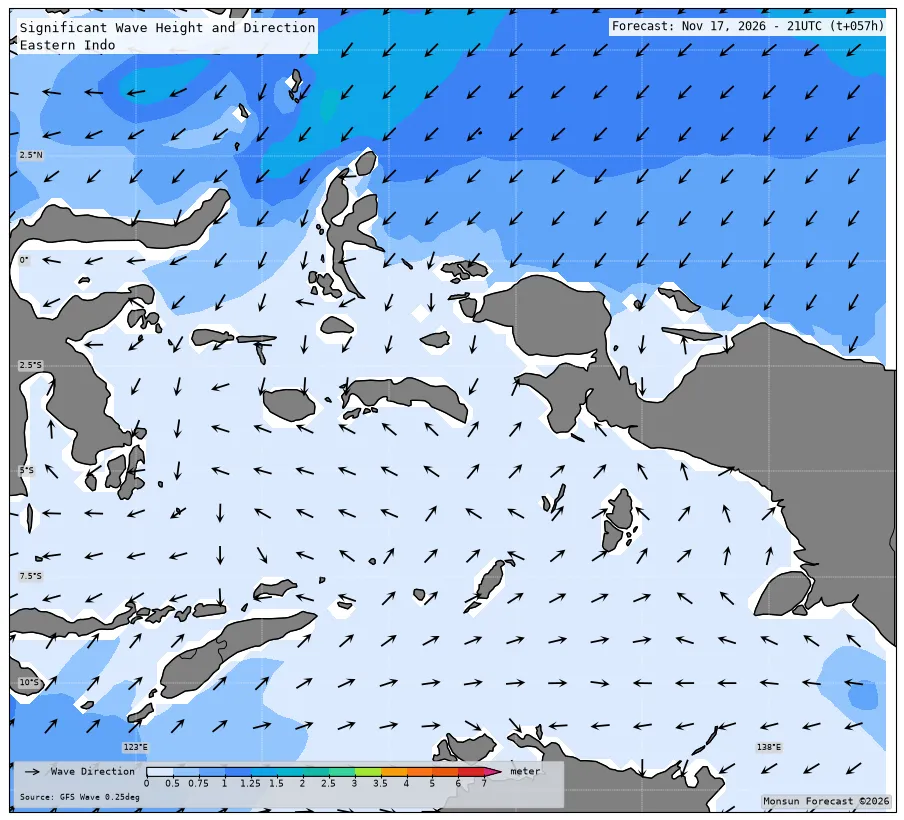 Significant Wave Height and Direction
Eastern Indo
Forecast: Nov 17, 2026 - 21UTC (t+057h)
2.5°N
0°
2.5°S
5°S
7.5°S
10°S
123°E
138°E
Wave Direction
meter
0 0.5 0.75 1 1.25 1.5 2 2.5 3 3.5 4 5 6 7
Source: GFS Wave 0.25deg
Monsun Forecast ©2026